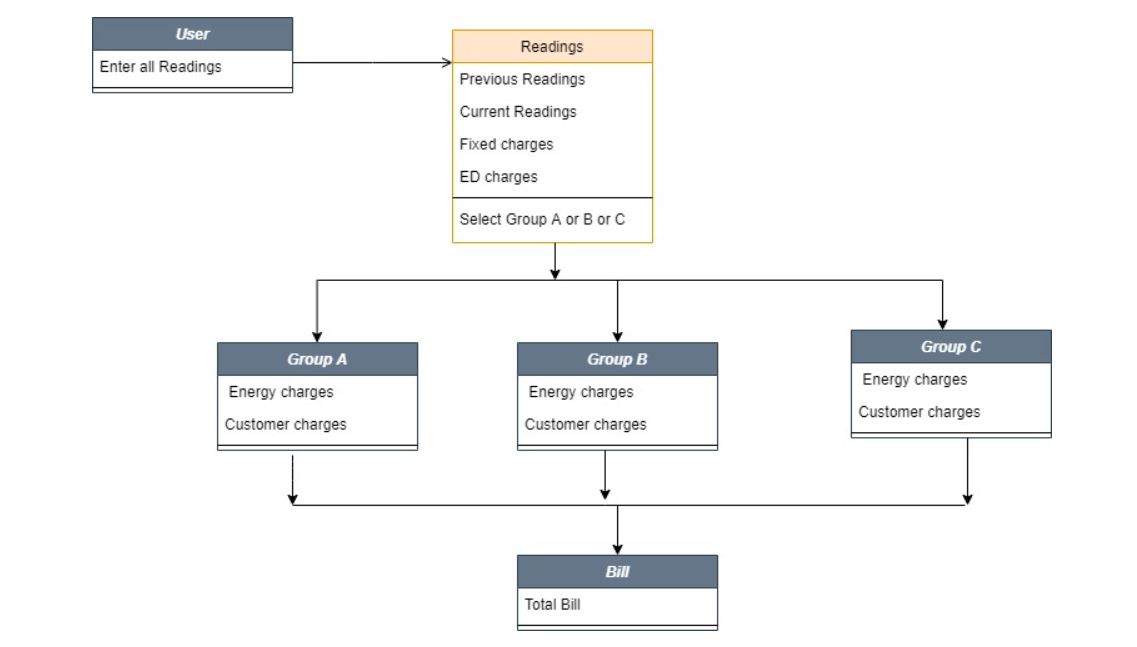 User
Enter all Readings
Readings
Previous Readings
Current Readings
Fixed charges
ED charges
Select Group A or B or C
Group A
Energy charges
Customer charges
Group B
Energy charges
Customer charges
Group C
Energy charges
Customer charges
Bill
Total Bill